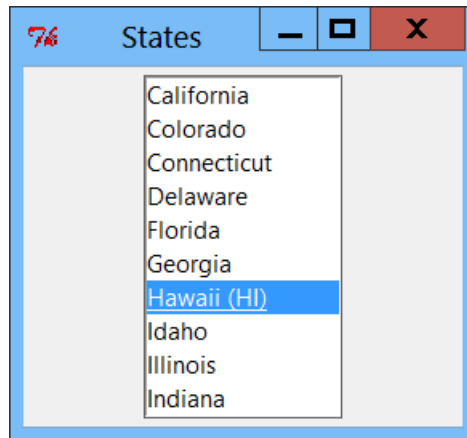 States
California
Colorado
Connecticut
Delaware
Florida
Georgia
Hawaii (HI)
Idaho
Illinois
Indiana